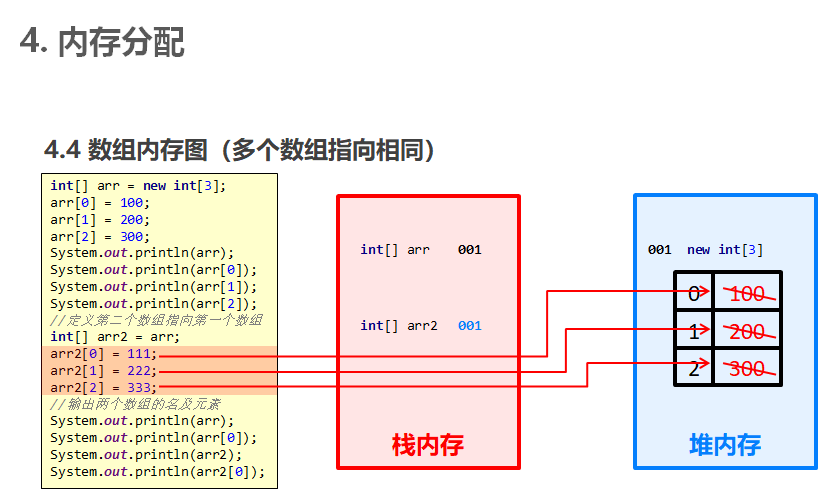 4. 内存分配
4.4 数组内存图（多个数组指向相同）
int[] arr = new int[3];
arr[0] = 100;
arr[1] = 200;
arr[2] = 300;
System.out.println(arr);
System.out.println(arr[0]);
System.out.println(arr[1]);
System.out.println(arr[2]);
//定义第二个数组指向第一个数组
int[] arr2 = arr;
arr2[0] = 111;
arr2[1] = 222;
arr2[2] = 333;
//输出两个数组的名及元素
System.out.println(arr);
System.out.println(arr[0]);
System.out.println(arr2);
System.out.println(arr2[0]);
int[] arr 001
int[] arr2 001
栈内存
001 new int[3]
0 100
1 200
2 300
堆内存